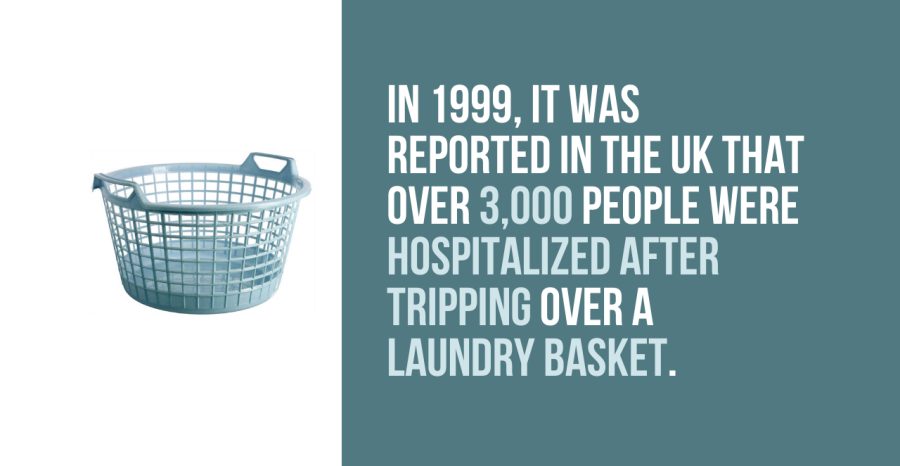 IN 1999, IT WAS
REPORTED IN THE UK THAT
OVER 3,000 PEOPLE WERE
HOSPITALIZED AFTER
TRIPPING OVER A
LAUNDRY BASKET.